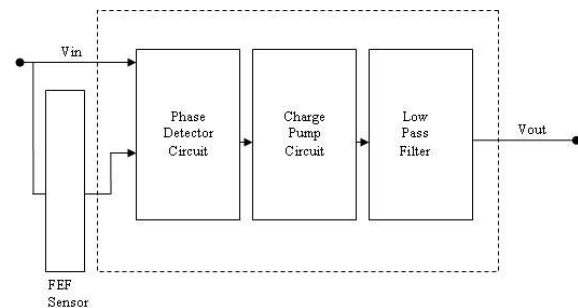 Vin
Phase
Detector
Circuit
Charge
Pump
Circuit
Low
Pass
Filter
Vout
FEF
Sensor